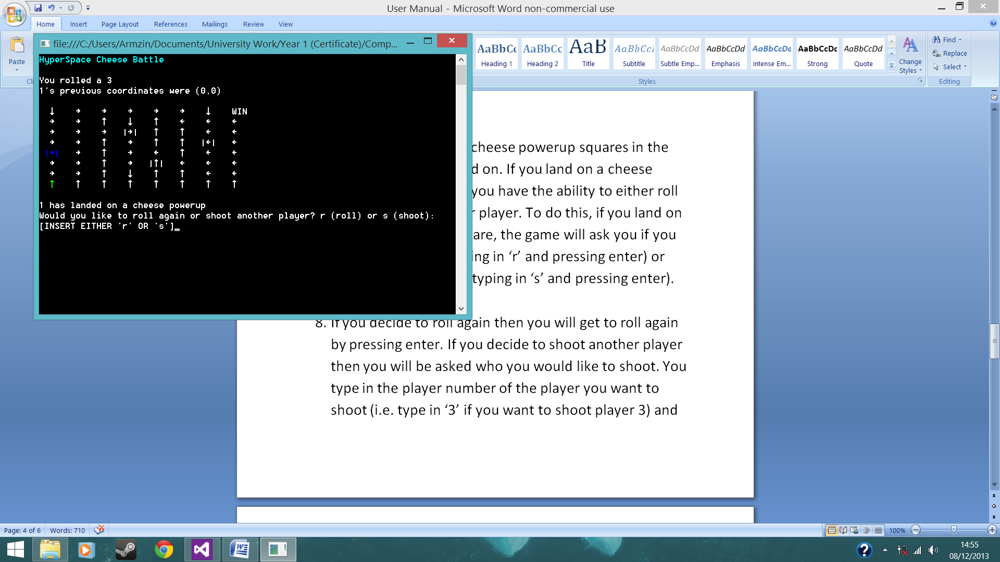 User Manual - Microsoft Word non-commercial use
Home Insert Page Layout References Mailings Review View
Paste
file:///C:/Users/Armzin/Documents/University Work/Year 1 (Certificate)/Comp...
AaBbCc AaBbCc AaB AaBbCcI AaBbCcDd AaBbCcDd AaBbCcDc AaBbCcDc AaBbCcDd
Heading 1 Heading 2 Title Subtitle Subtle Emp... Emphasis Intense Em... Strong Quote
Change Styles
Styles
Find
Replace
Select
Editing
HyperSpace Cheese Battle
You rolled a 3
1's previous coordinates were (0,0)
↓ → → → → → ↓ WIN
→ → ↑ ↓ ↑ ← ← ←
→ → → |→| ↑ ↑ ← ←
→ → ↑ → ↑ ↑ |←| ←
|→| → ↑ → ← ↑ ← ←
→ → ↑ → |↑| ← ← ←
→ → ↑ ↓ ↑ ↑ ← ←
↑ ↑ ↑ ↑ ↑ ↑ ↑ ↑
1 has landed on a cheese powerup
Would you like to roll again or shoot another player? r (roll) or s (shoot):
[INSERT EITHER 'r' OR 's']_
cheese powerup squares in the
d on. If you land on a cheese
you have the ability to either roll
r player. To do this, if you land on
are, the game will ask you if you
ing in ‘r’ and pressing enter) or
typing in ‘s’ and pressing enter).
8. If you decide to roll again then you will get to roll again
by pressing enter. If you decide to shoot another player
then you will be asked who you would like to shoot. You
type in the player number of the player you want to
shoot (i.e. type in ‘3’ if you want to shoot player 3) and
Page: 4 of 6 Words: 710 100%
14:55
08/12/2013